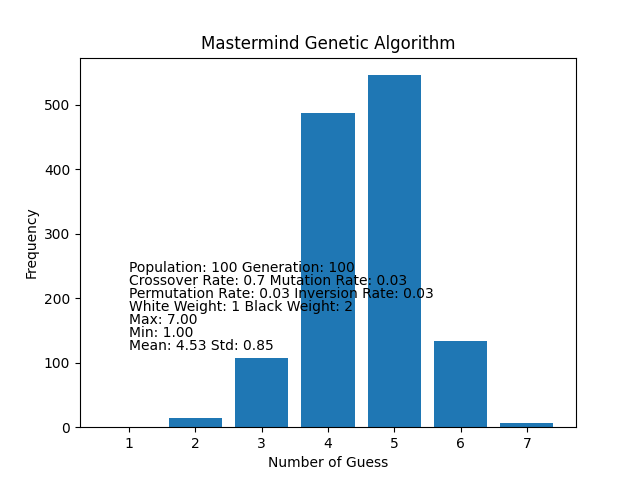 Mastermind Genetic Algorithm
500
400
300
200
100
0
Frequency
Population: 100 Generation: 100
Crossover Rate: 0.7 Mutation Rate: 0.03
Permutation Rate: 0.03 Inversion Rate: 0.03
White Weight: 1 Black Weight: 2
Max: 7.00
Min: 1.00
Mean: 4.53 Std: 0.85
1 2 3 4 5 6 7
Number of Guess